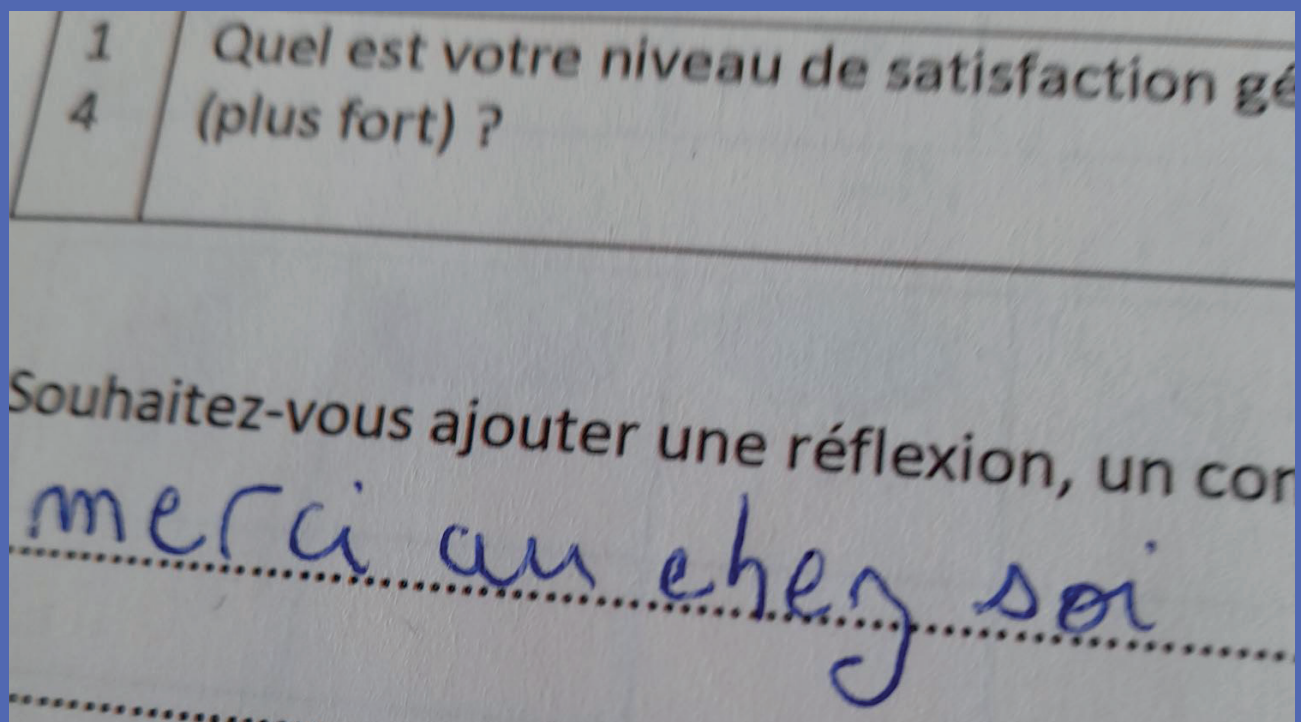 1 Quel est votre niveau de satisfaction gé
4 (plus fort) ?
Souhaitez-vous ajouter une réflexion, un con
merci au chez soi